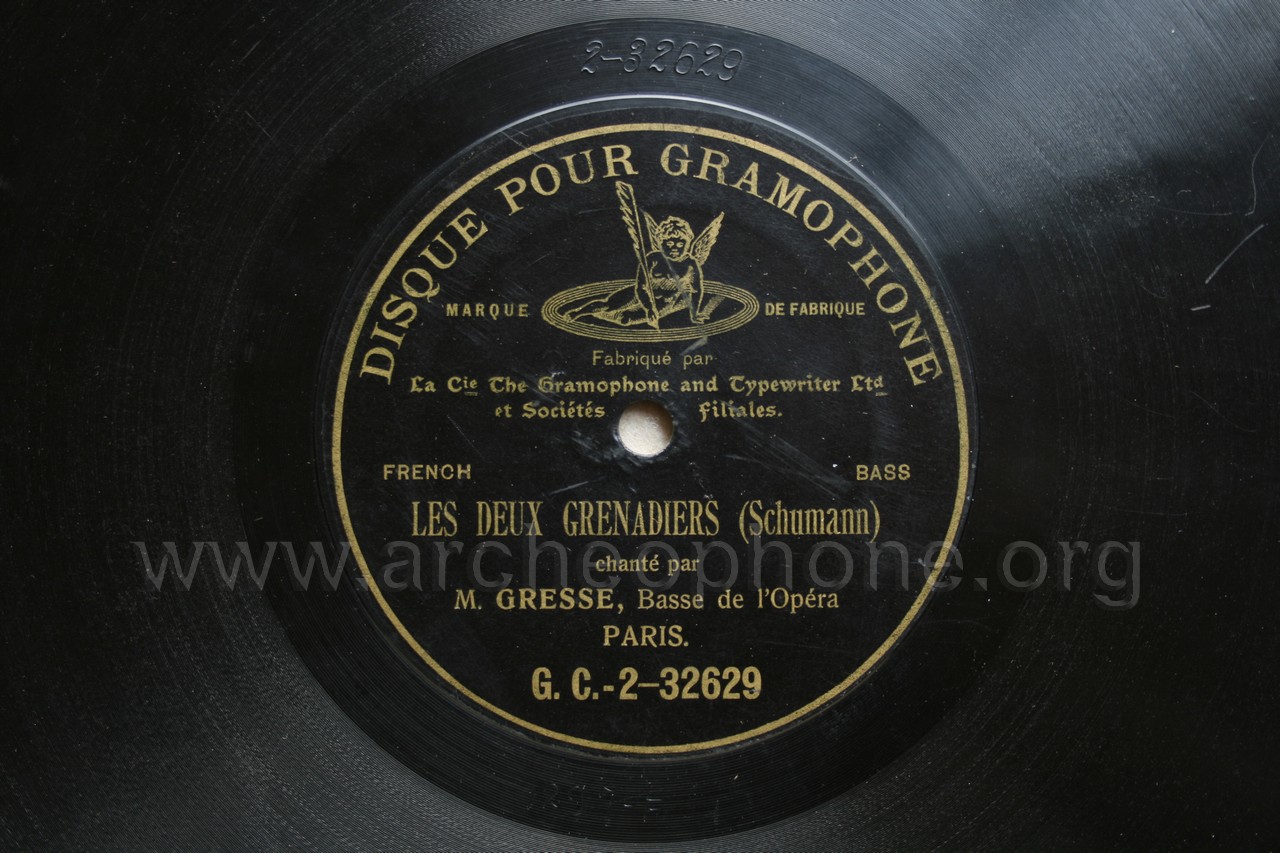 2-32629
DISQUE POUR GRAMOPHONE
MARQUE DE FABRIQUE
Fabriqué par
La Cie The Gramophone and Typewriter Ltd
et Sociétés filiales.
FRENCH BASS
LES DEUX GRENADIERS (Schumann)
www.archeophone.org
chanté par
M. GRESSE, Basse de l'Opéra
PARIS.
G. C.-2-32629